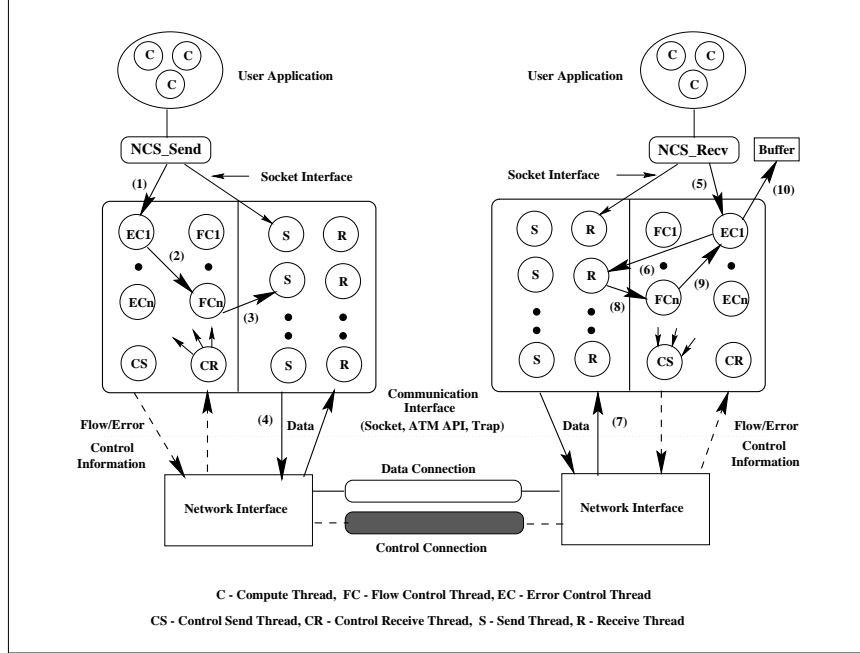 C C
C
User Application
NCS_Send
Socket Interface
(1)
EC1 FC1 S R
(2)
ECn FCn S R
(3)
CS CR S R
(4) Data
Flow/Error
Control
Information
Network Interface
C C
C
User Application
NCS_Recv
Buffer
Socket Interface
(5)
(10)
S R FC1 EC1
(6)
(9)
S R FCn ECn
(8)
S R CS CR
Data (7)
Flow/Error
Control
Information
Network Interface
Communication
Interface
(Socket, ATM API, Trap)
Data Connection
Control Connection
C - Compute Thread, FC - Flow Control Thread, EC - Error Control Thread
CS - Control Send Thread, CR - Control Receive Thread, S - Send Thread, R - Receive Thread